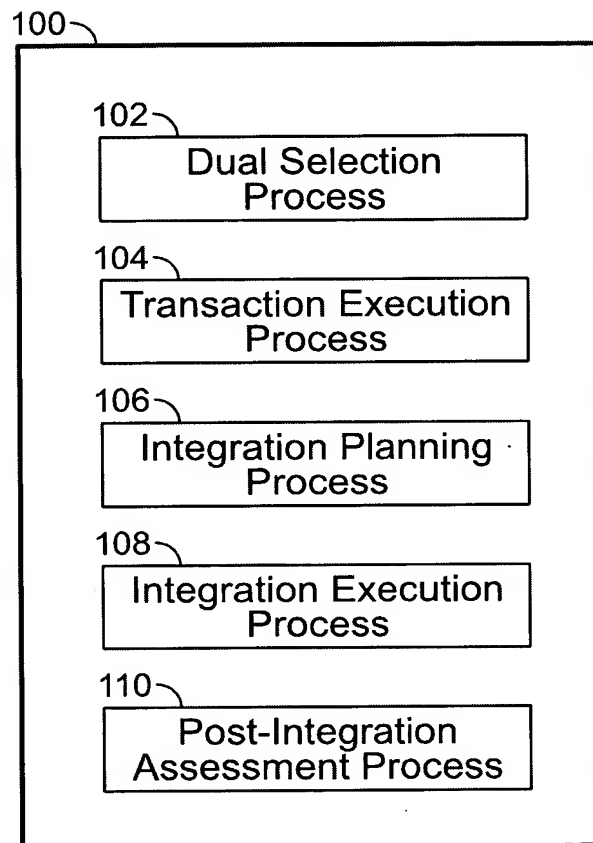 100
102
Dual Selection
Process
104
Transaction Execution
Process
106
Integration Planning
Process
108
Integration Execution
Process
110
Post-Integration
Assessment Process